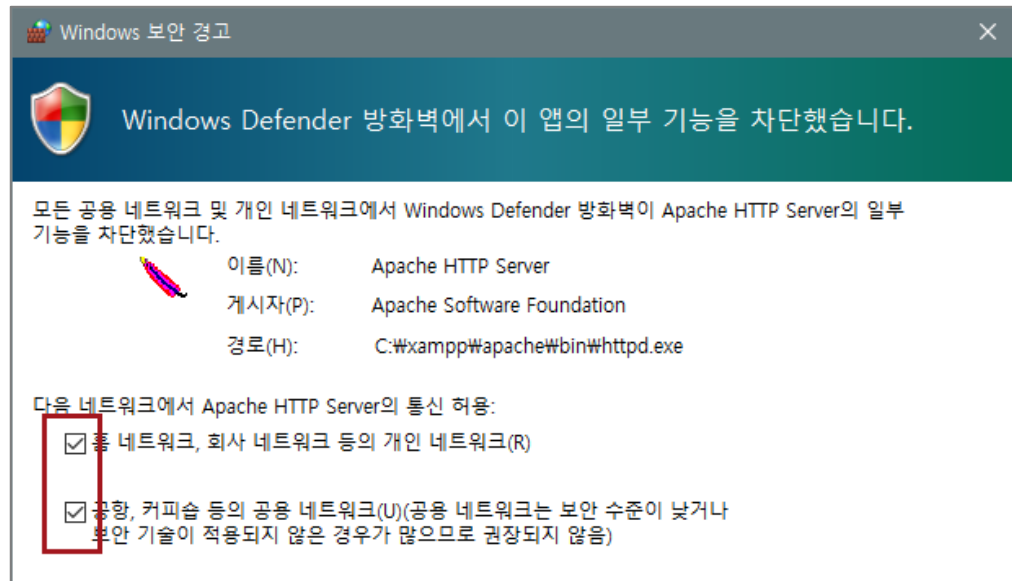 Windows 보안 경고
Windows Defender 방화벽에서 이 앱의 일부 기능을 차단했습니다.
모든 공용 네트워크 및 개인 네트워크에서 Windows Defender 방화벽이 Apache HTTP Server의 일부
기능을 차단했습니다.
이름(N): Apache HTTP Server
게시자(P): Apache Software Foundation
경로(H): C:₩xampp₩apache₩bin₩httpd.exe
다음 네트워크에서 Apache HTTP Server의 통신 허용:
홈 네트워크, 회사 네트워크 등의 개인 네트워크(R)
공항, 커피숍 등의 공용 네트워크(U)(공용 네트워크는 보안 수준이 낮거나
보안 기술이 적용되지 않은 경우가 많으므로 권장되지 않음)